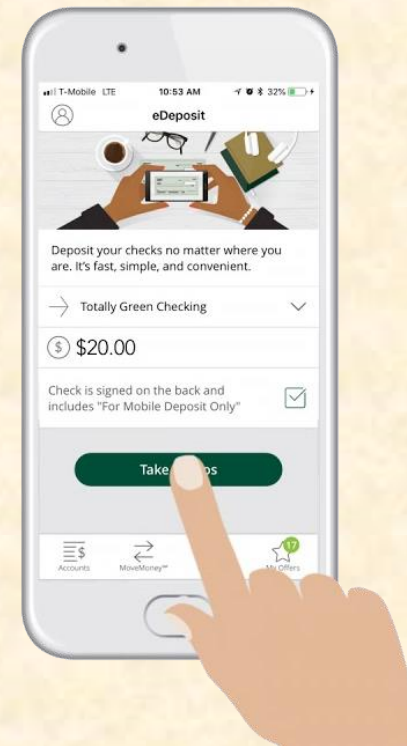 T-Mobile LTE 10:53 AM 32%
eDeposit
Deposit your checks no matter where you
are. It's fast, simple, and convenient.
Totally Green Checking
$ $20.00
Check is signed on the back and
includes "For Mobile Deposit Only"
Take
17
Accounts MoveMoney℠ My Offers